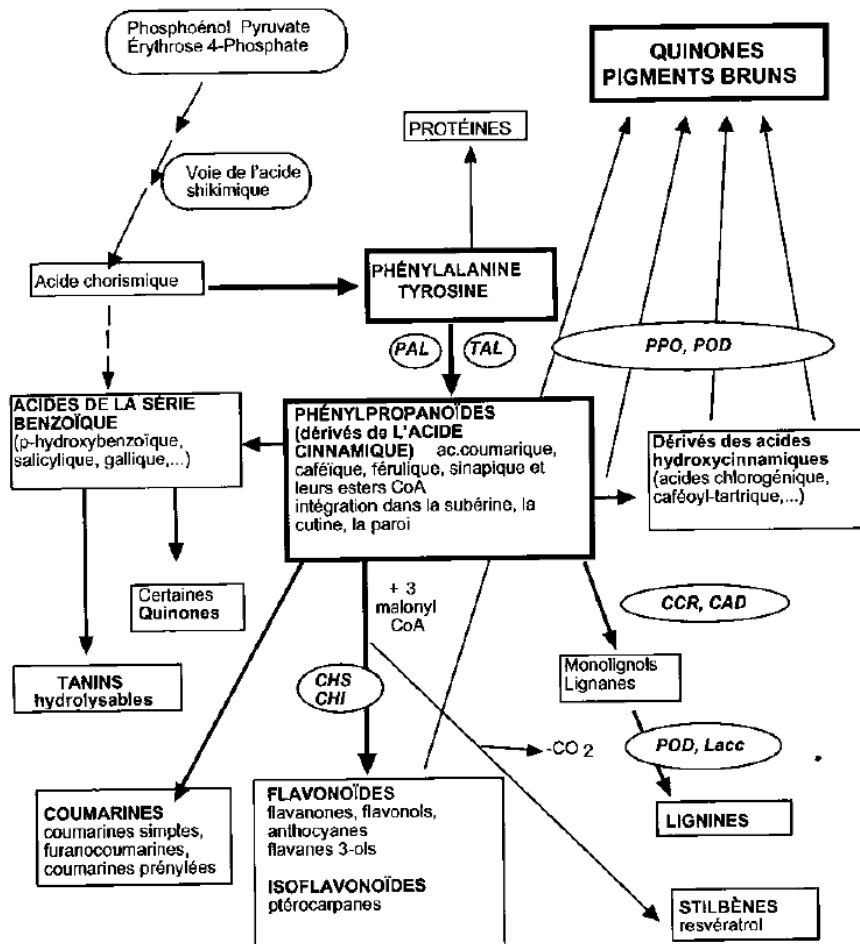 Phosphoénol Pyruvate
Érythrose 4-Phosphate
QUINONES
PIGMENTS BRUNS
PROTÉINES
Voie de l'acide
shikimique
Acide chorismique
PHÉNYLALANINE
TYROSINE
PAL
TAL
PPO, POD
ACIDES DE LA SÉRIE
BENZOÏQUE
(p-hydroxybenzoïque,
salicylique, gallique,...)
PHÉNYLPROPANOÏDES
(dérivés de L'ACIDE
CINNAMIQUE) ac.coumarique,
caféïque, férulique, sinapique et
leurs esters CoA
intégration dans la subérine, la
cutine, la paroi
Dérivés des acides
hydroxycinnamiques
(acides chlorogénique,
caféoyl-tartrique,...)
Certaines
Quinones
+ 3
malonyl
CoA
CCR, CAD
TANINS
hydrolysables
CHS
CHI
Monolignols
Lignanes
-CO 2
POD, Lacc
COUMARINES
coumarines simples,
furanocoumarines,
coumarines prénylées
FLAVONOÏDES
flavanones, flavonols,
anthocyanes
flavanes 3-ols
ISOFLAVONOÏDES
ptérocarpanes
LIGNINES
STILBÈNES
resvératrol